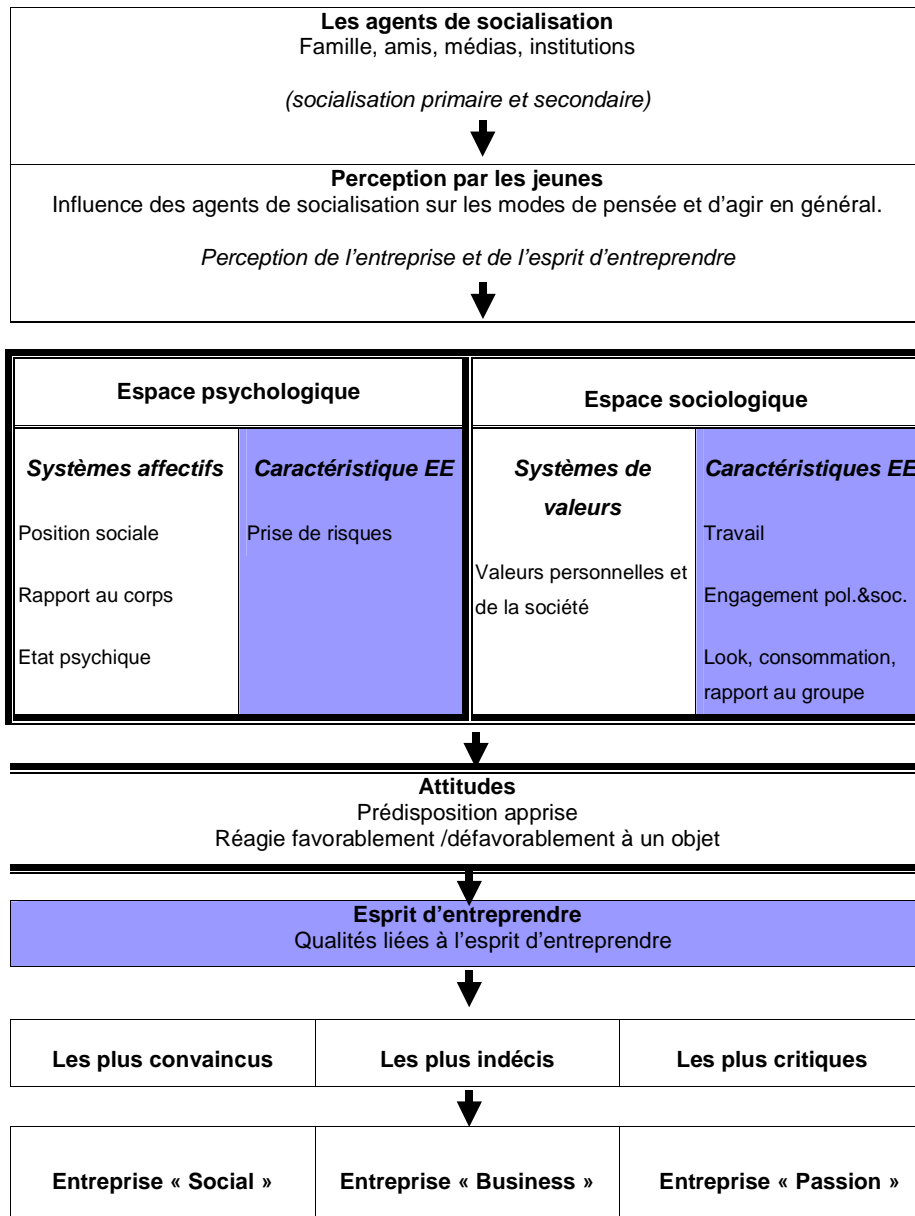 Les agents de socialisation
Famille, amis, médias, institutions
(socialisation primaire et secondaire)
Perception par les jeunes
Influence des agents de socialisation sur les modes de pensée et d’agir en général.
Perception de l’entreprise et de l’esprit d’entreprendre
Espace psychologique
Espace sociologique
Systèmes affectifs
Position sociale
Rapport au corps
Etat psychique
Caractéristique EE
Prise de risques
Systèmes de
valeurs
Valeurs personnelles et
de la société
Caractéristiques EE
Travail
Engagement pol.&soc.
Look, consommation,
rapport au groupe
Attitudes
Prédisposition apprise
Réagie favorablement /défavorablement à un objet
Esprit d’entreprendre
Qualités liées à l’esprit d’entreprendre
Les plus convaincus
Les plus indécis
Les plus critiques
Entreprise « Social »
Entreprise « Business »
Entreprise « Passion »